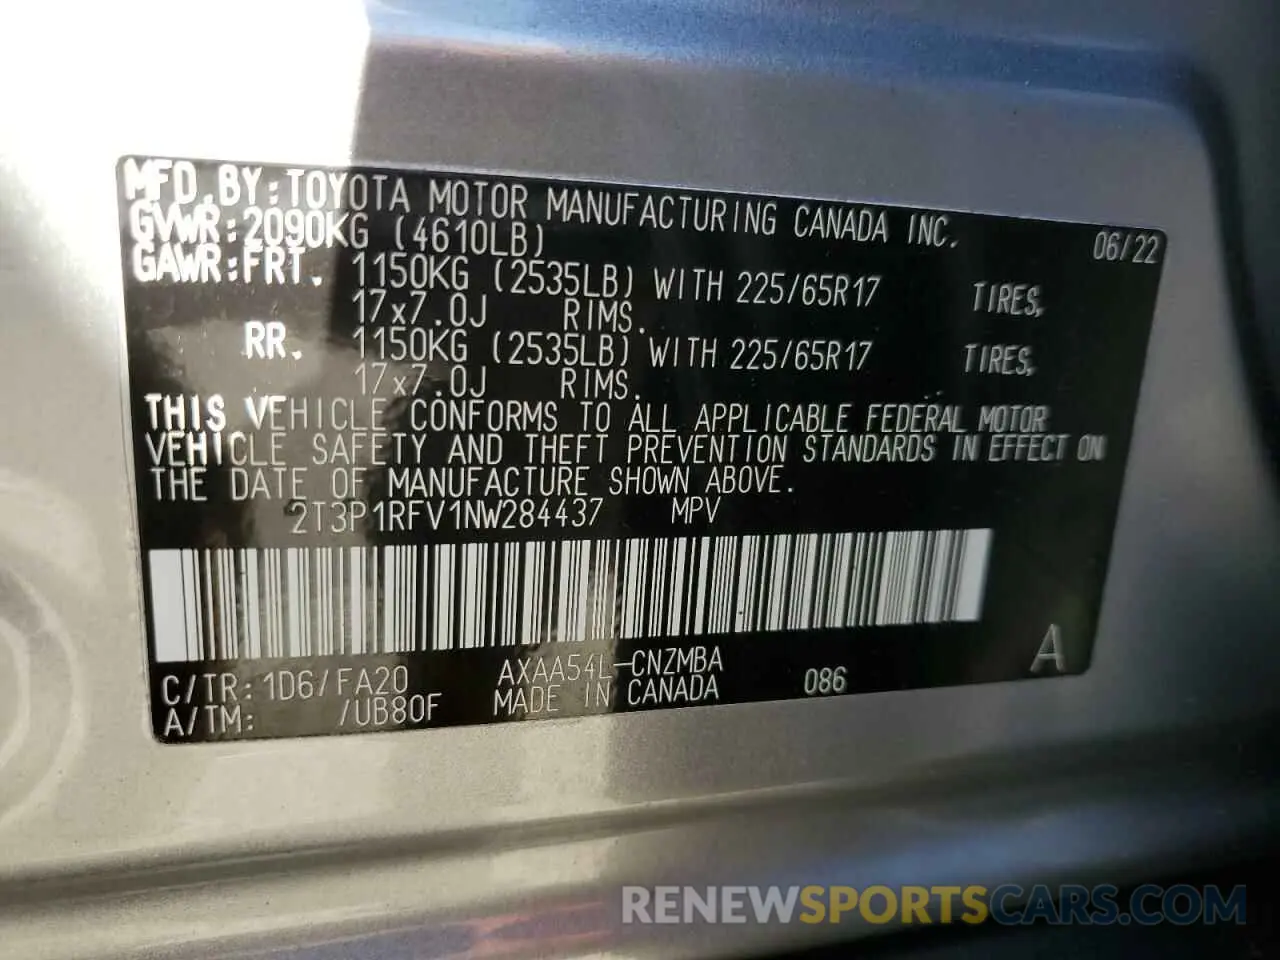 MFD.BY:TOYOTA MOTOR MANUFACTURING CANADA INC. 06/22
GVWR:2090KG (4610LB)
GAWR:FRT. 1150KG (2535LB) WITH 225/65R17 TIRES,
17x7.0J RIMS.
RR. 1150KG (2535LB) WITH 225/65R17 TIRES,
17x7.0J RIMS.
THIS VEHICLE CONFORMS TO ALL APPLICABLE FEDERAL MOTOR
VEHICLE SAFETY AND THEFT PREVENTION STANDARDS IN EFFECT ON
THE DATE OF MANUFACTURE SHOWN ABOVE.
2T3P1RFV1NW284437 MPV
C/TR:1D6/FA20 AXAA54L-CNZMBA 086 A
A/TM: /UB80F MADE IN CANADA
RENEWSPORTSCARS.COM